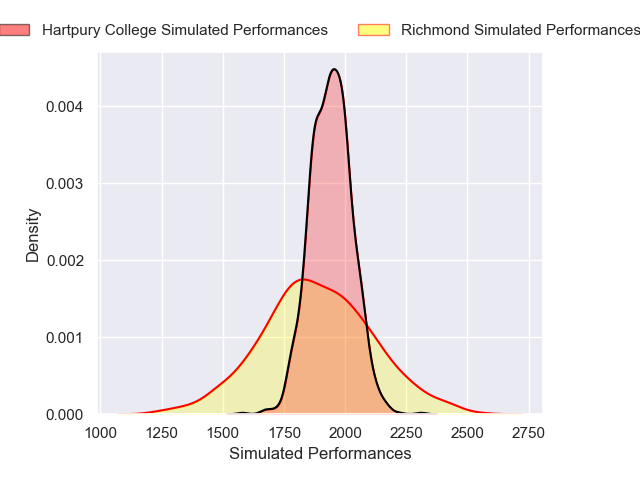 Hartpury College Simulated Performances Richmond Simulated Performances
0.004
0.003
0.002
0.001
0.000
Density
1000 1250 1500 1750 2000 2250 2500 2750
Simulated Performances